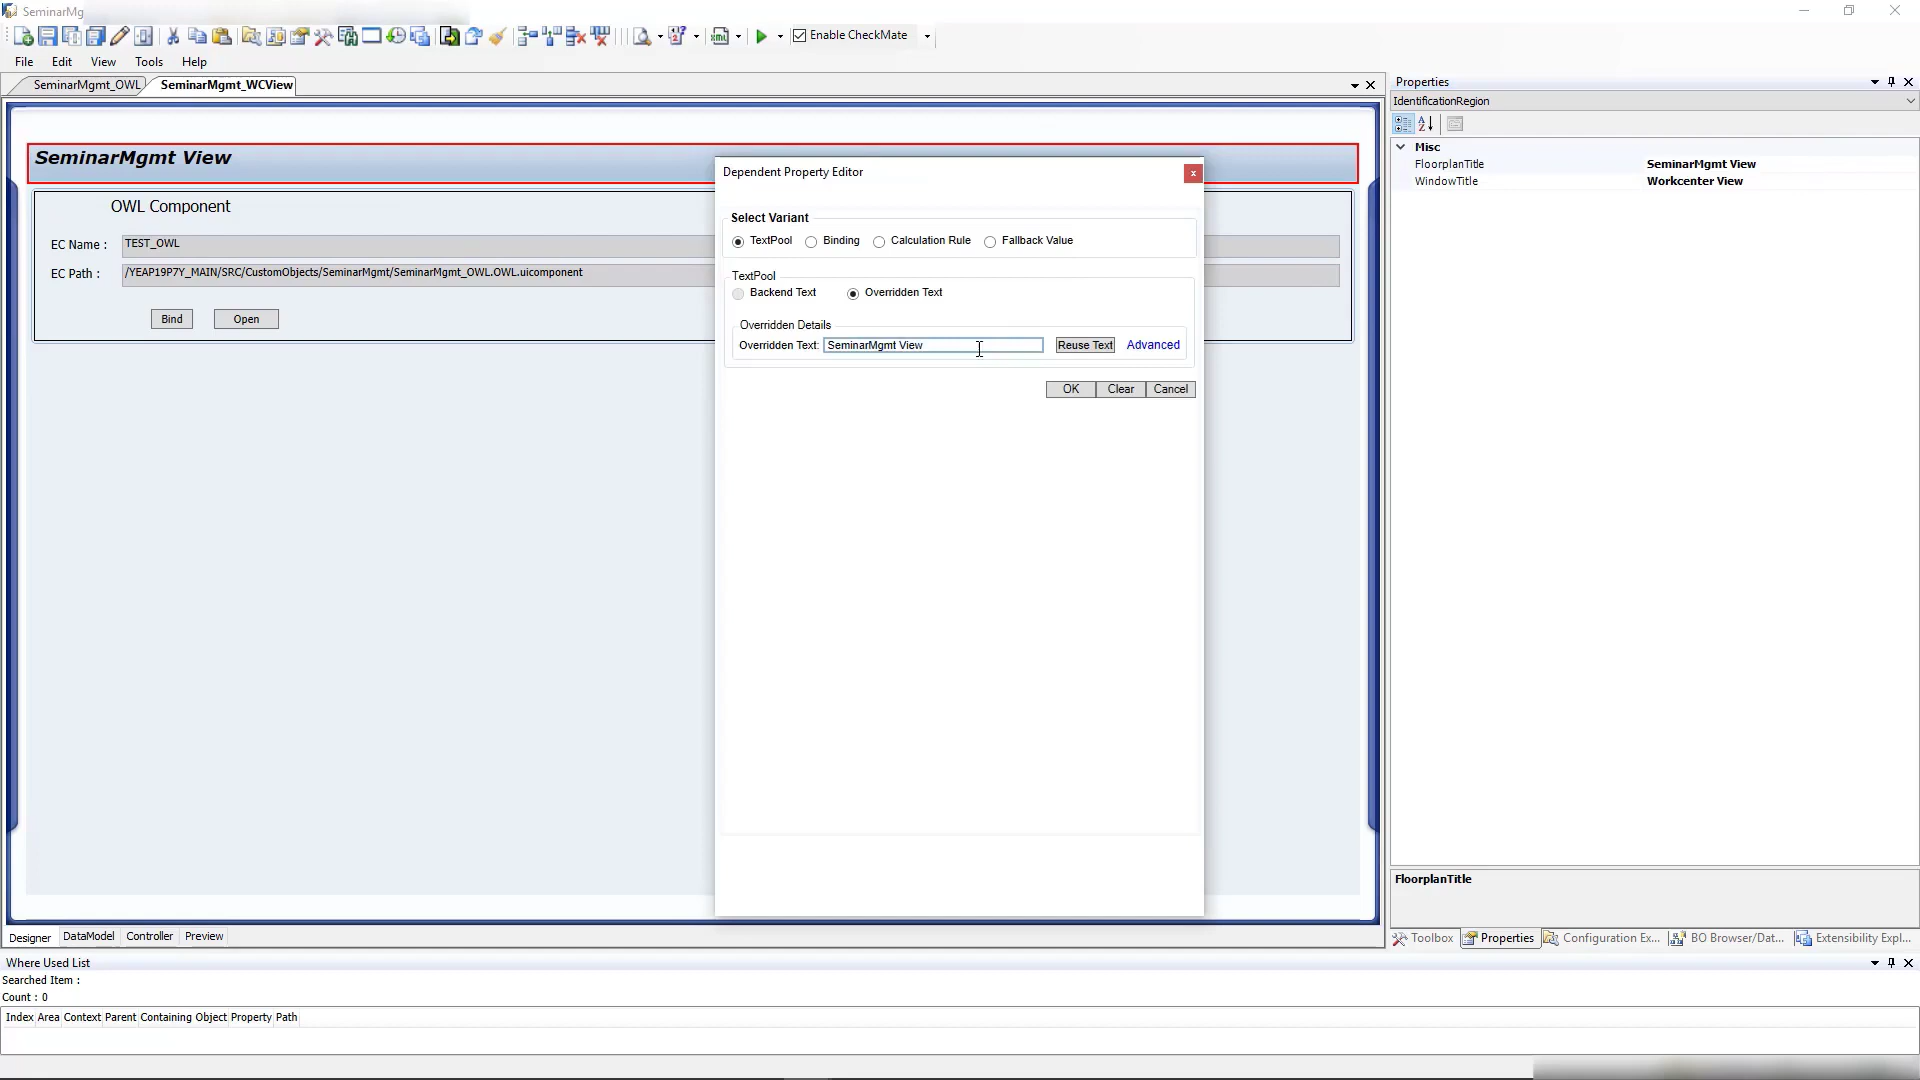 SeminarMg
Enable CheckMate
File Edit View Tools Help
SeminarMgmt_OWL SeminarMgmt_WCView
SeminarMgmt View
OWL Component
EC Name : TEST_OWL
EC Path : /YEAP19P7Y_MAIN/SRC/CustomObjects/SeminarMgmt/SeminarMgmt_OWL.OWL.uicomponent
Bind Open
Dependent Property Editor
x
Select Variant
TextPool Binding Calculation Rule Fallback Value
TextPool
Backend Text Overridden Text
Overridden Details
Overridden Text: SeminarMgmt View Reuse Text Advanced
OK Clear Cancel
Properties
IdentificationRegion
Misc
FloorplanTitle SeminarMgmt View
WindowTitle Workcenter View
FloorplanTitle
Toolbox Properties Configuration Ex... BO Browser/Dat... Extensibility Expl...
Designer DataModel Controller Preview
Where Used List
Searched Item :
Count : 0
Index Area Context Parent Containing Object Property Path